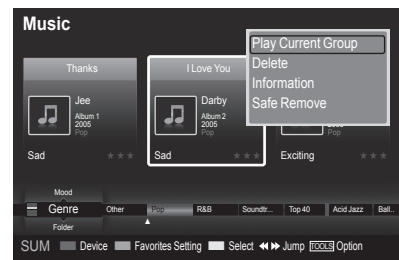 Music
Play Current Group
Delete
Information
Safe Remove
Thanks
I Love You
Jee
Album 1
2005
Pop
Sad
Darby
Album 2
2005
Pop
Sad
2005
Pop
Exciting
Mood
Genre
Folder
Other Pop R&B Soundtr... Top 40 Acid Jazz Ball..
SUM Device Favorites Setting Select Jump TOOLS Option